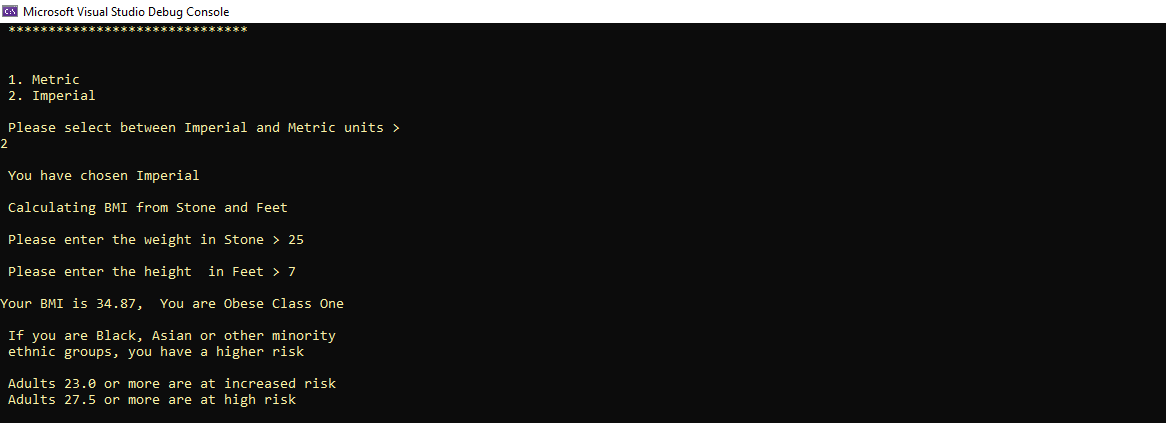 Microsoft Visual Studio Debug Console
******************************
1. Metric
2. Imperial
Please select between Imperial and Metric units >
2
You have chosen Imperial
Calculating BMI from Stone and Feet
Please enter the weight in Stone > 25
Please enter the height  in Feet > 7
Your BMI is 34.87,  You are Obese Class One
If you are Black, Asian or other minority
ethnic groups, you have a higher risk
Adults 23.0 or more are at increased risk
Adults 27.5 or more are at high risk